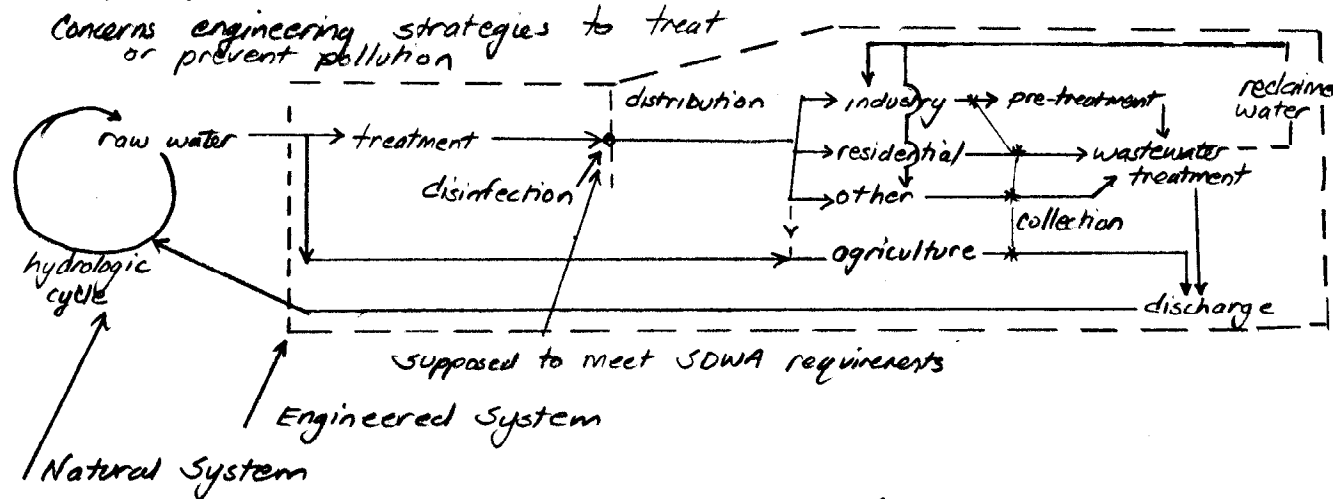 Concerns engineering strategies to treat
or prevent pollution
distribution
industry
pre-treatment
reclaime
water
raw water
treatment
residential
wastewater
treatment
disinfection
other
collection
hydrologic
cycle
agriculture
discharge
supposed to meet SDWA requirements
Engineered System
Natural System